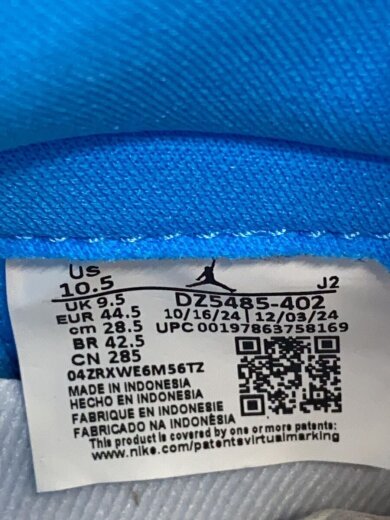 US
10.5
J2
UK 9.5
DZ5485-402
EUR 44.5
10/16/24 | 12/03/24
cm 28.5
UPC 00197863758169
BR 42.5
CN 285
04ZRXWE6M56TZ
MADE IN INDONESIA
HECHO EN INDONESIA
FABRIQUE EN INDONESIE
FABRICADO NA INDONÉSIA
This product is covered by one or more patents
www.nike.com/patentsvirtualmarking